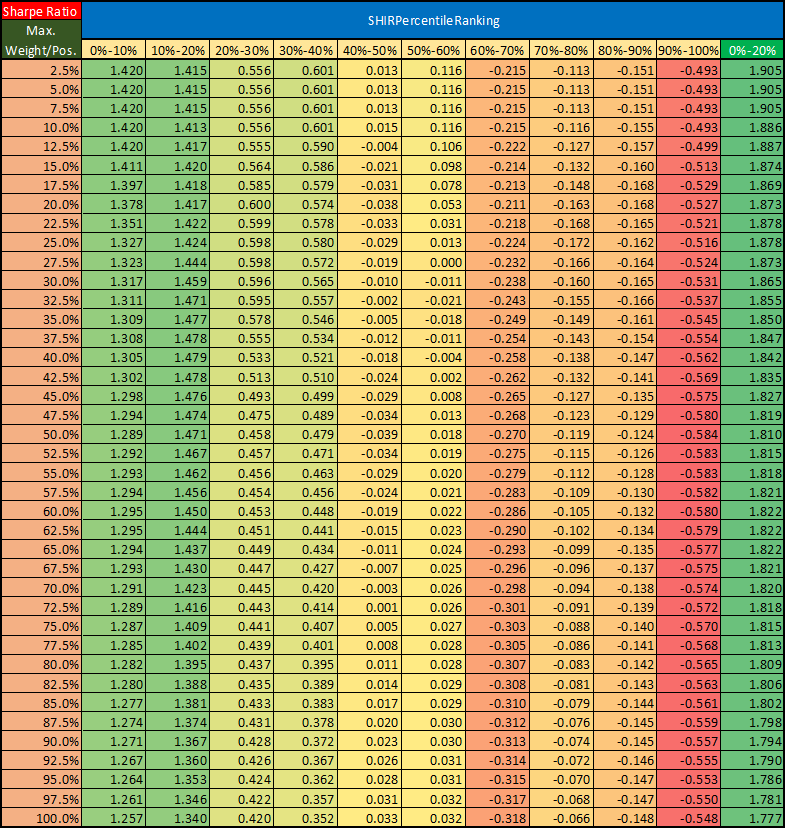 Sharpe Ratio SHIRPercentileRanking
Max.
Weight/Pos. 0%-10% 10%-20% 20%-30% 30%-40% 40%-50% 50%-60% 60%-70% 70%-80% 80%-90% 90%-100% 0%-20%
2.5% 1.420 1.415 0.556 0.601 0.013 0.116 -0.215 -0.113 -0.151 -0.493 1.905
5.0% 1.420 1.415 0.556 0.601 0.013 0.116 -0.215 -0.113 -0.151 -0.493 1.905
7.5% 1.420 1.415 0.556 0.601 0.013 0.116 -0.215 -0.113 -0.151 -0.493 1.905
10.0% 1.420 1.413 0.556 0.601 0.015 0.116 -0.215 -0.116 -0.155 -0.493 1.886
12.5% 1.420 1.417 0.555 0.590 -0.004 0.106 -0.222 -0.127 -0.157 -0.499 1.887
15.0% 1.411 1.420 0.564 0.586 -0.021 0.098 -0.214 -0.132 -0.160 -0.513 1.874
17.5% 1.397 1.418 0.585 0.579 -0.031 0.078 -0.213 -0.148 -0.168 -0.529 1.869
20.0% 1.378 1.417 0.600 0.574 -0.038 0.053 -0.211 -0.163 -0.168 -0.527 1.873
22.5% 1.351 1.422 0.599 0.578 -0.033 0.031 -0.218 -0.168 -0.165 -0.521 1.878
25.0% 1.327 1.424 0.598 0.580 -0.029 0.013 -0.224 -0.172 -0.162 -0.516 1.878
27.5% 1.323 1.444 0.598 0.572 -0.019 0.000 -0.232 -0.166 -0.164 -0.524 1.873
30.0% 1.317 1.459 0.596 0.565 -0.010 -0.011 -0.238 -0.160 -0.165 -0.531 1.865
32.5% 1.311 1.471 0.595 0.557 -0.002 -0.021 -0.243 -0.155 -0.166 -0.537 1.855
35.0% 1.309 1.477 0.578 0.546 -0.005 -0.018 -0.249 -0.149 -0.161 -0.545 1.850
37.5% 1.308 1.478 0.555 0.534 -0.012 -0.011 -0.254 -0.143 -0.154 -0.554 1.847
40.0% 1.305 1.479 0.533 0.521 -0.018 -0.004 -0.258 -0.138 -0.147 -0.562 1.842
42.5% 1.302 1.478 0.513 0.510 -0.024 0.002 -0.262 -0.132 -0.141 -0.569 1.835
45.0% 1.298 1.476 0.493 0.499 -0.029 0.008 -0.265 -0.127 -0.135 -0.575 1.827
47.5% 1.294 1.474 0.475 0.489 -0.034 0.013 -0.268 -0.123 -0.129 -0.580 1.819
50.0% 1.289 1.471 0.458 0.479 -0.039 0.018 -0.270 -0.119 -0.124 -0.584 1.810
52.5% 1.292 1.467 0.457 0.471 -0.034 0.019 -0.275 -0.115 -0.126 -0.583 1.815
55.0% 1.293 1.462 0.456 0.463 -0.029 0.020 -0.279 -0.112 -0.128 -0.583 1.818
57.5% 1.294 1.456 0.454 0.456 -0.024 0.021 -0.283 -0.109 -0.130 -0.582 1.821
60.0% 1.295 1.450 0.453 0.448 -0.019 0.022 -0.286 -0.105 -0.132 -0.580 1.822
62.5% 1.295 1.444 0.451 0.441 -0.015 0.023 -0.290 -0.102 -0.134 -0.579 1.822
65.0% 1.294 1.437 0.449 0.434 -0.011 0.024 -0.293 -0.099 -0.135 -0.577 1.822
67.5% 1.293 1.430 0.447 0.427 -0.007 0.025 -0.296 -0.096 -0.137 -0.575 1.821
70.0% 1.291 1.423 0.445 0.420 -0.003 0.026 -0.298 -0.094 -0.138 -0.574 1.820
72.5% 1.289 1.416 0.443 0.414 0.001 0.026 -0.301 -0.091 -0.139 -0.572 1.818
75.0% 1.287 1.409 0.441 0.407 0.005 0.027 -0.303 -0.088 -0.140 -0.570 1.815
77.5% 1.285 1.402 0.439 0.401 0.008 0.028 -0.305 -0.086 -0.141 -0.568 1.813
80.0% 1.282 1.395 0.437 0.395 0.011 0.028 -0.307 -0.083 -0.142 -0.565 1.809
82.5% 1.280 1.388 0.435 0.389 0.014 0.029 -0.308 -0.081 -0.143 -0.563 1.806
85.0% 1.277 1.381 0.433 0.383 0.017 0.029 -0.310 -0.079 -0.144 -0.561 1.802
87.5% 1.274 1.374 0.431 0.378 0.020 0.030 -0.312 -0.076 -0.145 -0.559 1.798
90.0% 1.271 1.367 0.428 0.372 0.023 0.030 -0.313 -0.074 -0.145 -0.557 1.794
92.5% 1.267 1.360 0.426 0.367 0.026 0.031 -0.314 -0.072 -0.146 -0.555 1.790
95.0% 1.264 1.353 0.424 0.362 0.028 0.031 -0.315 -0.070 -0.147 -0.553 1.786
97.5% 1.261 1.346 0.422 0.357 0.031 0.032 -0.317 -0.068 -0.147 -0.550 1.781
100.0% 1.257 1.340 0.420 0.352 0.033 0.032 -0.318 -0.066 -0.148 -0.548 1.777